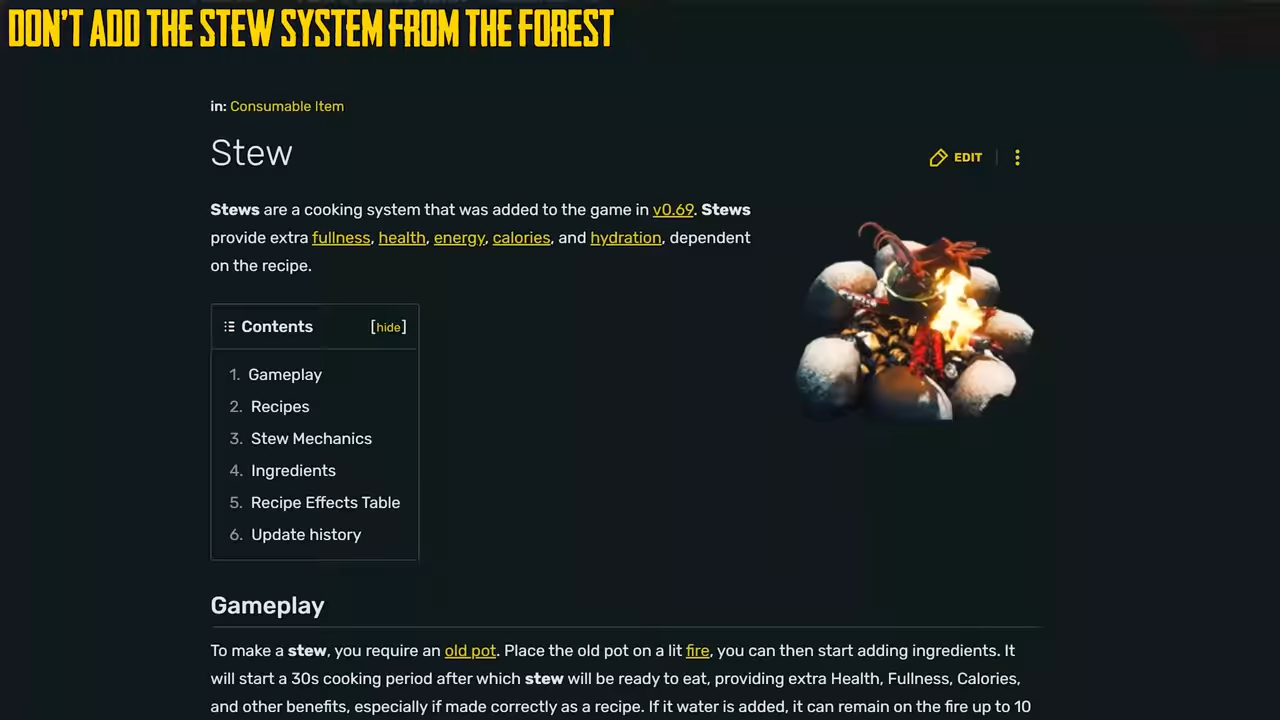 DON'T ADD THE STEW SYSTEM FROM THE FOREST
in: Consumable Item
Stew
EDIT
Stews are a cooking system that was added to the game in v0.69. Stews
provide extra fullness, health, energy, calories, and hydration, dependent
on the recipe.
Contents [hide]
1. Gameplay
2. Recipes
3. Stew Mechanics
4. Ingredients
5. Recipe Effects Table
6. Update history
Gameplay
To make a stew, you require an old pot. Place the old pot on a lit fire, you can then start adding ingredients. It
will start a 30s cooking period after which stew will be ready to eat, providing extra Health, Fullness, Calories,
and other benefits, especially if made correctly as a recipe. If it water is added, it can remain on the fire up to 10